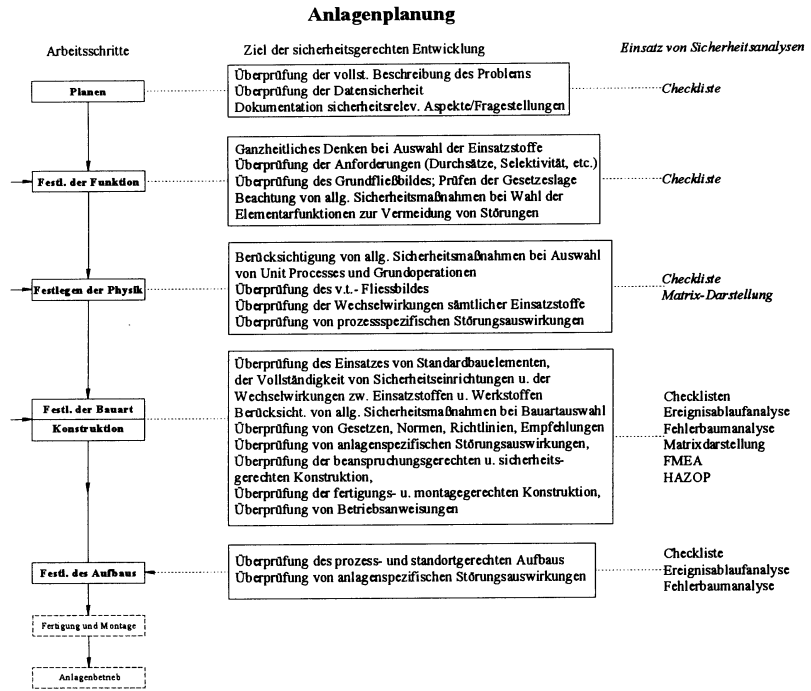 Anlagenplanung
Arbeitsschritte
Ziel der sicherheitsgerechten Entwicklung
Einsatz von Sicherheitsanalysen
Planen
Überprüfung der vollst. Beschreibung des Problems
Überprüfung der Datensicherheit
Dokumentation sicherheitsrelev. Aspekte/Fragestellungen
Checkliste
Festl. der Funktion
Ganzheitliches Denken bei Auswahl der Einsatzstoffe
Überprüfung der Anforderungen (Durchsätze, Selektivität, etc.)
Überprüfung des Grundfließbildes; Prüfen der Gesetzeslage
Beachtung von allg. Sicherheitsmaßnahmen bei Wahl der
Elementarfunktionen zur Vermeidung von Störungen
Checkliste
Festlegen der Physik
Berücksichtigung von allg. Sicherheitsmaßnahmen bei Auswahl
von Unit Processes und Grundoperationen
Überprüfung des v.t.- Fliessbildes
Überprüfung der Wechselwirkungen sämtlicher Einsatzstoffe
Überprüfung von prozessspezifischen Störungsauswirkungen
Checkliste
Matrix-Darstellung
Festl. der Bauart
Konstruktion
Überprüfung des Einsatzes von Standardbauelementen,
der Vollständigkeit von Sicherheitseinrichtungen u. der
Wechselwirkungen zw. Einsatzstoffen u. Werkstoffen
Berücksicht. von allg. Sicherheitsmaßnahmen bei Bauartauswahl
Überprüfung von Gesetzen, Normen, Richtlinien, Empfehlungen
Überprüfung von anlagenspezifischen Störungsauswirkungen,
Überprüfung der beanspruchungsgerechten u. sicherheits-
gerechten Konstruktion,
Überprüfung der fertigungs- u. montagegerechten Konstruktion,
Überprüfung von Betriebsanweisungen
Checklisten
Ereignisablaufanalyse
Fehlerbaumanalyse
Matrixdarstellung
FMEA
HAZOP
Festl. des Aufbaus
Überprüfung des prozess- und standortgerechten Aufbaus
Überprüfung von anlagenspezifischen Störungsauswirkungen
Checkliste
Ereignisablaufanalyse
Fehlerbaumanalyse
Fertigung und Montage
Anlagenbetrieb